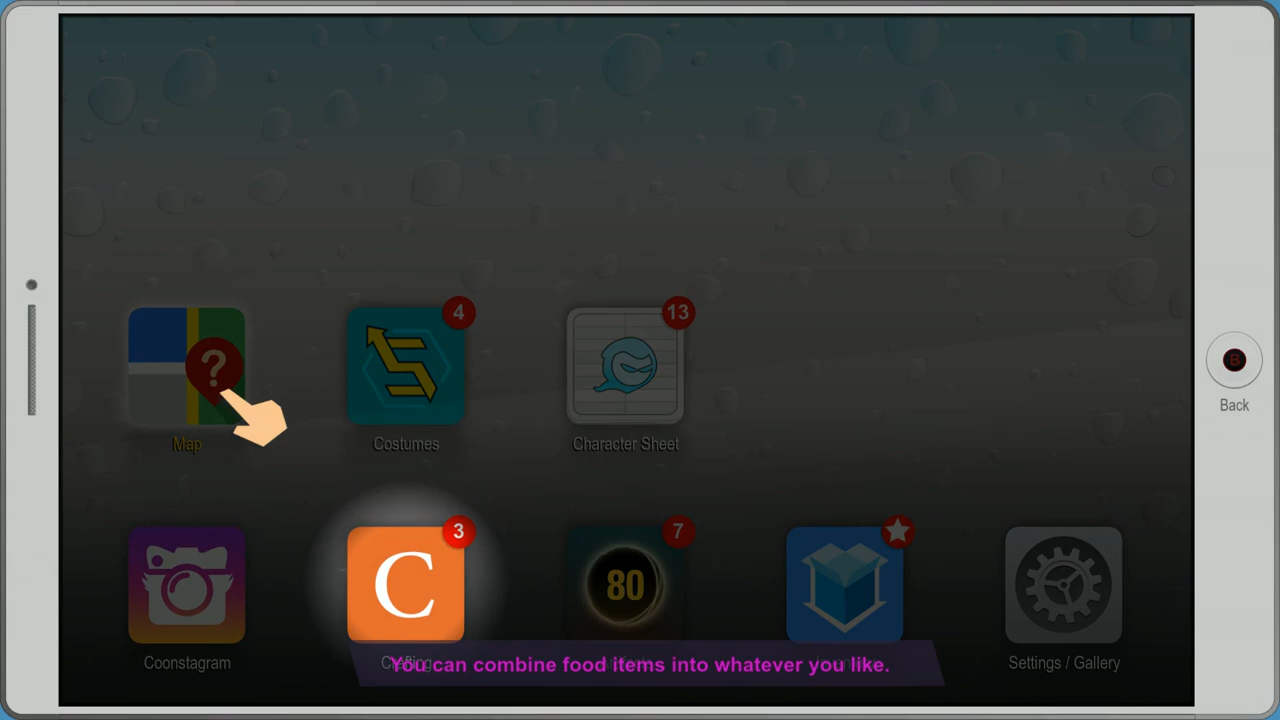 4
13
?
Map
Costumes
Character Sheet
B
Back
3
7
C
80
Coonstagram
Crafting
Settings / Gallery
You can combine food items into whatever you like.